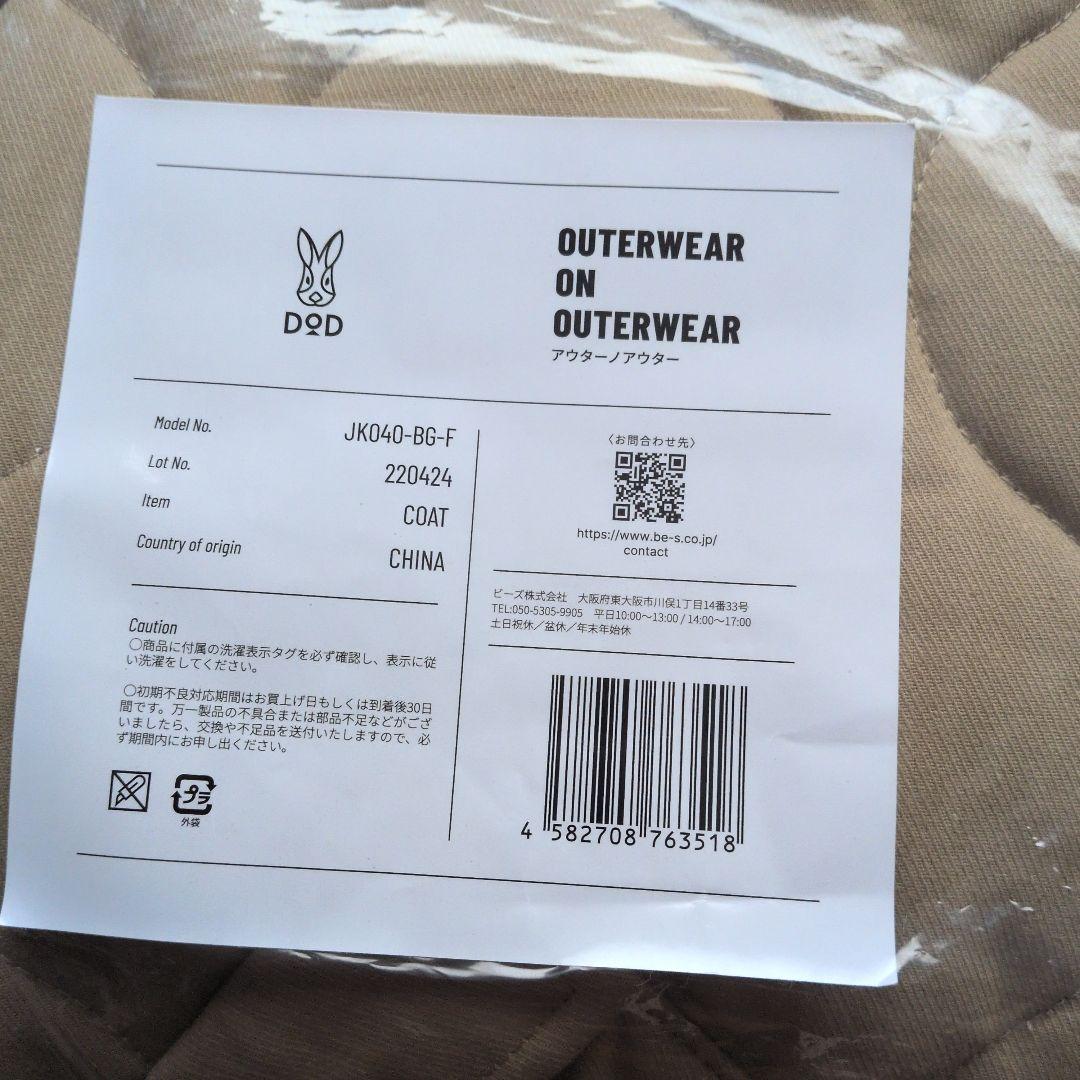 DOD
OUTERWEAR
ON
OUTERWEAR
アウターノアウター
Model No. JK040-BG-F
Lot No. 220424
Item COAT
Country of origin CHINA
Caution
○商品に付属の洗濯表示タグを必ず確認し、表示に従
い洗濯をしてください。
○初期不良対応期間はお買上げ日もしくは到着後30日
間です。万一製品の不具合または部品不足などがござ
いましたら、交換や不足品を送付いたしますので、必
ず期間内にお申し出ください。
プラ
外袋
〈お問合わせ先〉
https://www.be-s.co.jp/
contact
ビーズ株式会社 大阪府東大阪市川俣1丁目14番33号
TEL:050-5305-9905 平日10:00〜13:00 / 14:00〜17:00
土日祝休／盆休／年末年始休
4 582708 763518